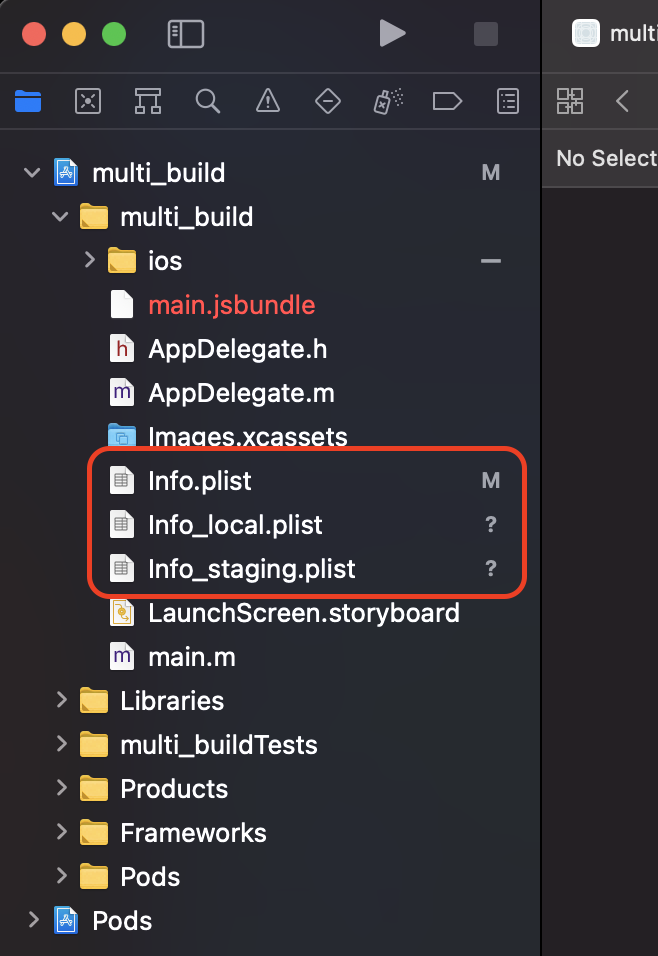 multi
No Select
multi_build M
multi_build
ios
main.jsbundle
h AppDelegate.h
m AppDelegate.m
Images.xcassets
Info.plist M
Info_local.plist ?
Info_staging.plist ?
LaunchScreen.storyboard
m main.m
Libraries
multi_buildTests
Products
Frameworks
Pods
Pods